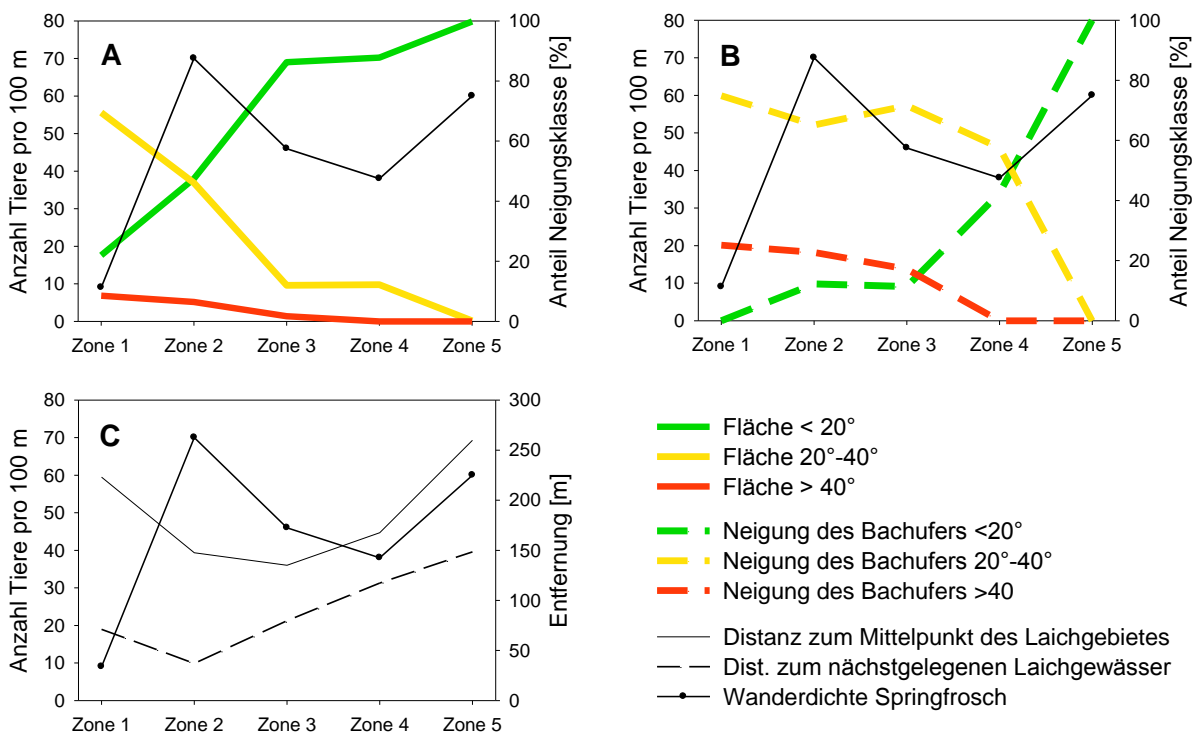 A
Anzahl Tiere pro 100 m
80
70
60
50
40
30
20
10
0
Anteil Neigungsklasse [%]
100
80
60
40
20
0
Zone 1 Zone 2 Zone 3 Zone 4 Zone 5
B
Anzahl Tiere pro 100 m
80
70
60
50
40
30
20
10
0
Anteil Neigungsklasse [%]
100
80
60
40
20
0
Zone 1 Zone 2 Zone 3 Zone 4 Zone 5
C
Anzahl Tiere pro 100 m
80
70
60
50
40
30
20
10
0
Entfernung [m]
300
250
200
150
100
50
0
Zone 1 Zone 2 Zone 3 Zone 4 Zone 5
Fläche < 20°
Fläche 20°-40°
Fläche > 40°
Neigung des Bachufers <20°
Neigung des Bachufers 20°-40°
Neigung des Bachufers >40
Distanz zum Mittelpunkt des Laichgebietes
Dist. zum nächstgelegenen Laichgewässer
Wanderdichte Springfrosch